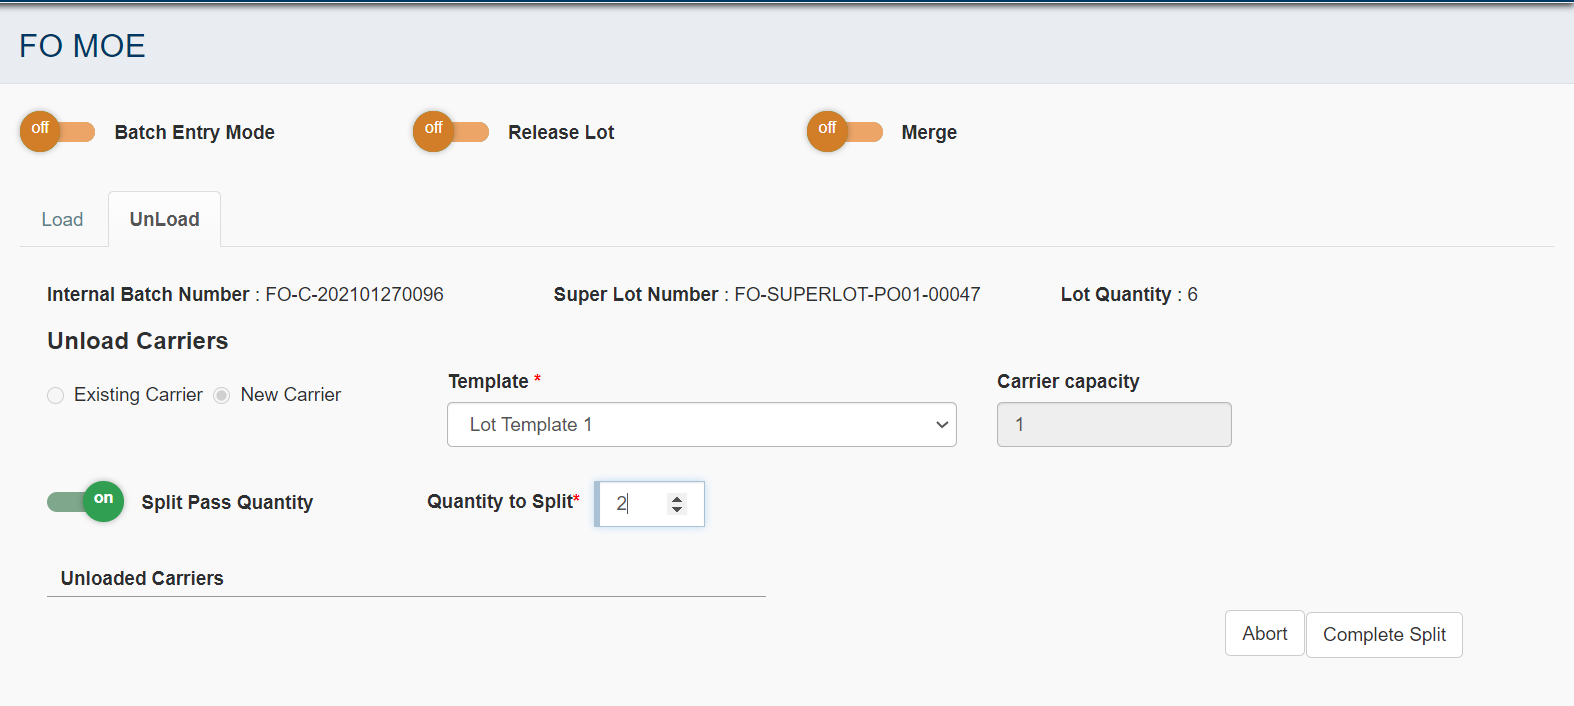 FO MOE
off Batch Entry Mode off Release Lot off Merge
Load UnLoad
Internal Batch Number : FO-C-202101270096 Super Lot Number : FO-SUPERLOT-PO01-00047 Lot Quantity : 6
Unload Carriers
Template * Carrier capacity
Existing Carrier New Carrier
Lot Template 1 1
on Split Pass Quantity Quantity to Split* 2
Unloaded Carriers
Abort Complete Split